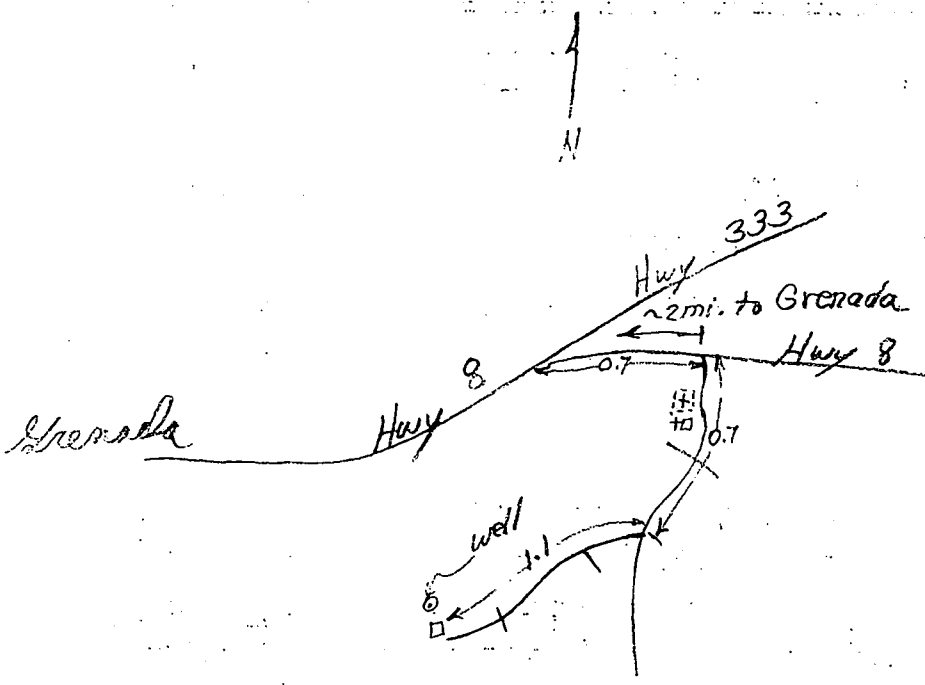 N
Hwy 333
~2mi. to Grenada
Hwy 8
0.7
Grenada
Hwy 8
0.7
well
1.1